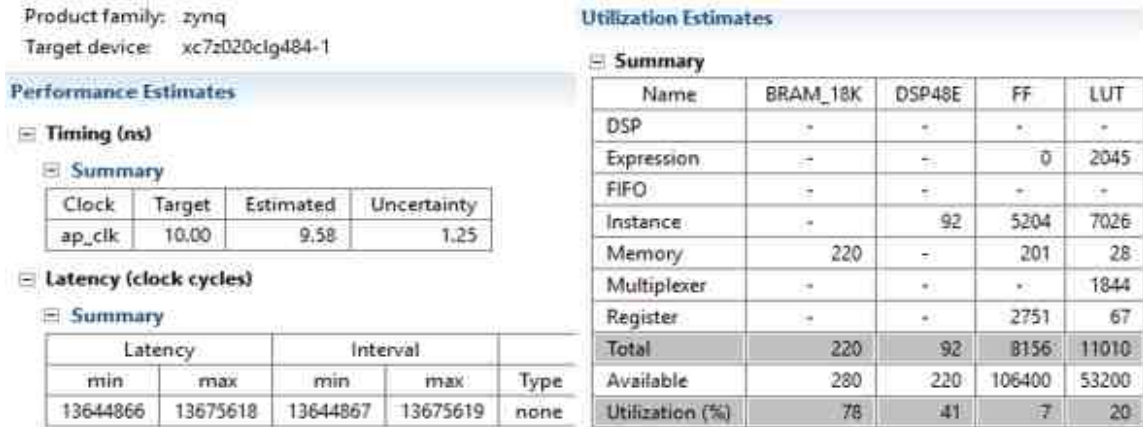 Product family: zynq
Target device: xc7z020clg484-1
Performance Estimates
Timing (ns)
Summary
Clock Target Estimated Uncertainty
ap_clk 10.00 9.58 1.25
Latency (clock cycles)
Summary
Latency Interval
min max min max Type
13644866 13675618 13644867 13675619 none
Utilization Estimates
Summary
Name BRAM_18K DSP48E FF LUT
DSP - - - -
Expression - - 0 2045
FIFO - - - -
Instance - 92 5204 7026
Memory 220 - 201 28
Multiplexer - - - 1844
Register - - 2751 67
Total 220 92 8156 11010
Available 280 220 106400 53200
Utilization (%) 78 41 7 20